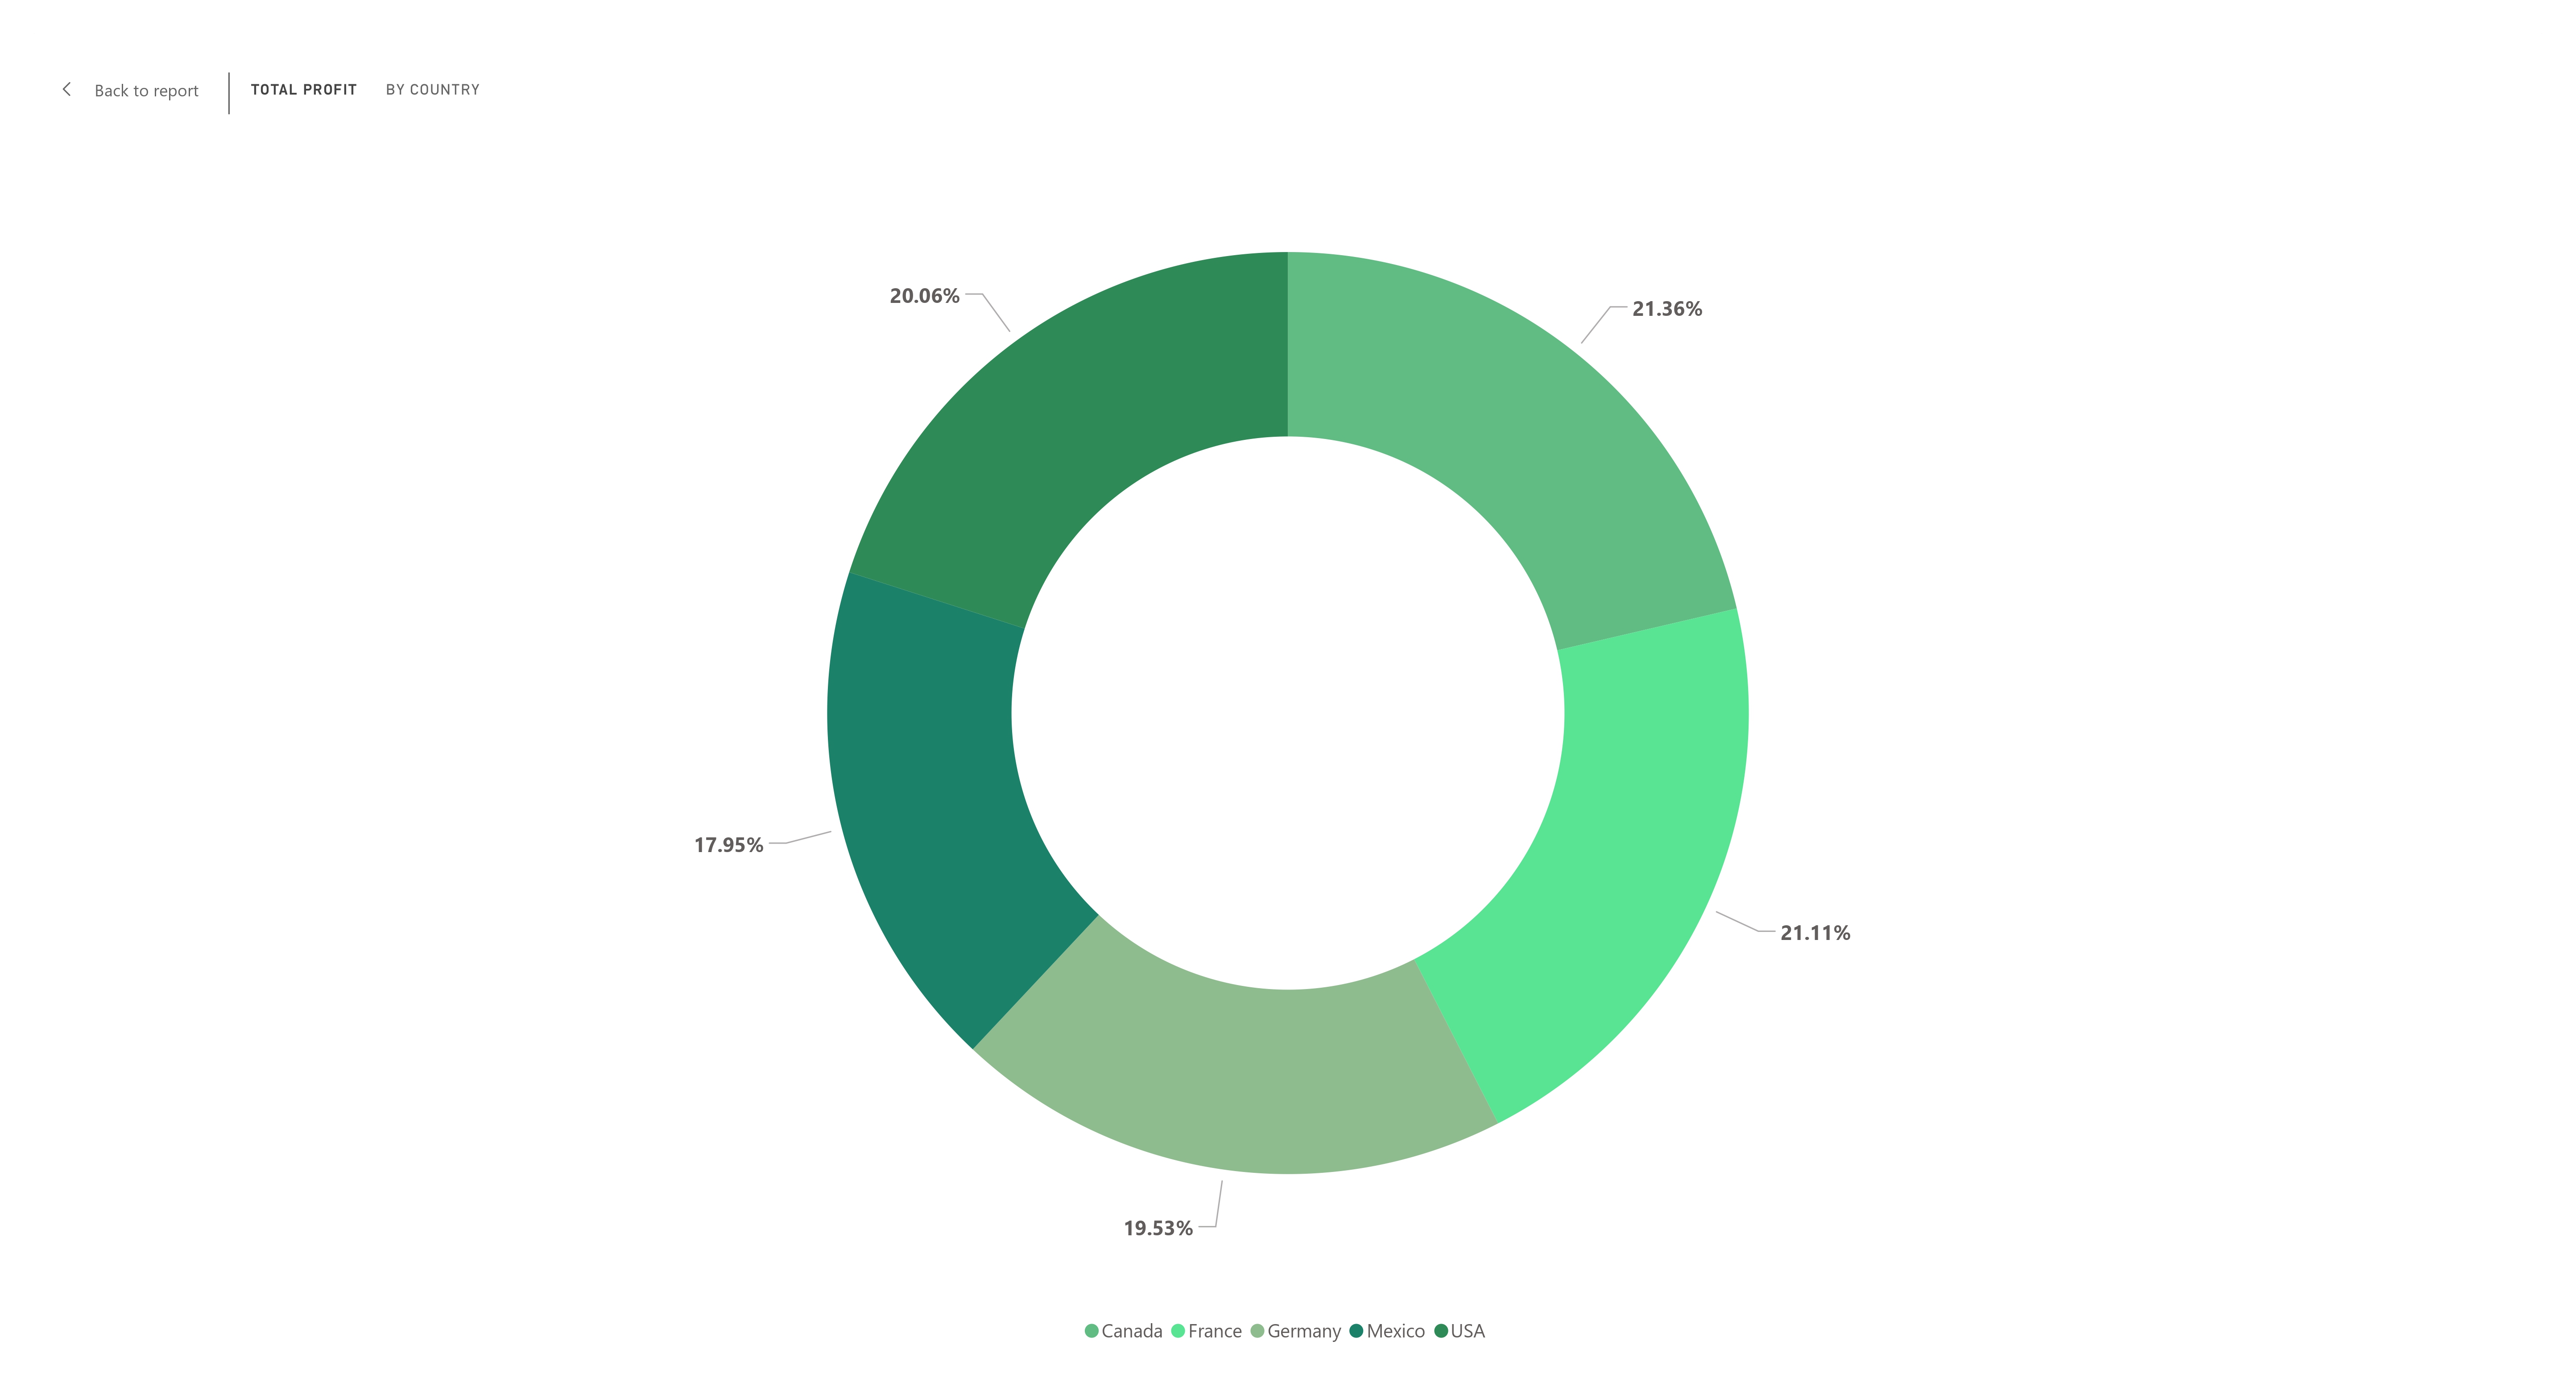 Back to report TOTAL PROFIT BY COUNTRY
20.06%
21.36%
17.95%
21.11%
19.53%
Canada France Germany Mexico USA